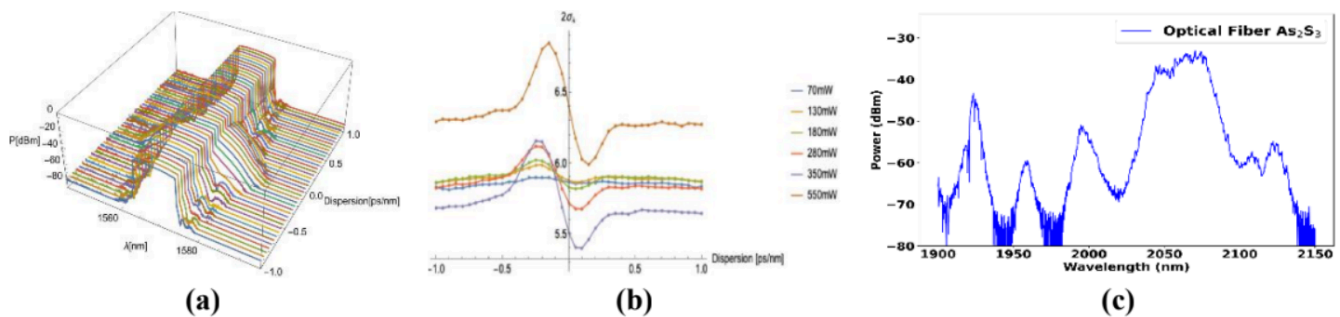 P[dBm]
0
-20
-40
-60
-80
1560
1580
λ[nm]
1.0
0.5
0.0
-0.5
-1.0
Dispersion[ps/nm]
(a)
2σλ
6.5
6.0
5.5
-1.0
-0.5
0.5
1.0
Dispersion [ps/nm]
70mW
130mW
180mW
280mW
350mW
550mW
(b)
Optical Fiber As₂S₃
Power (dBm)
−30
−40
−50
−60
−70
−80
1900
1950
2000
2050
2100
2150
Wavelength (nm)
(c)